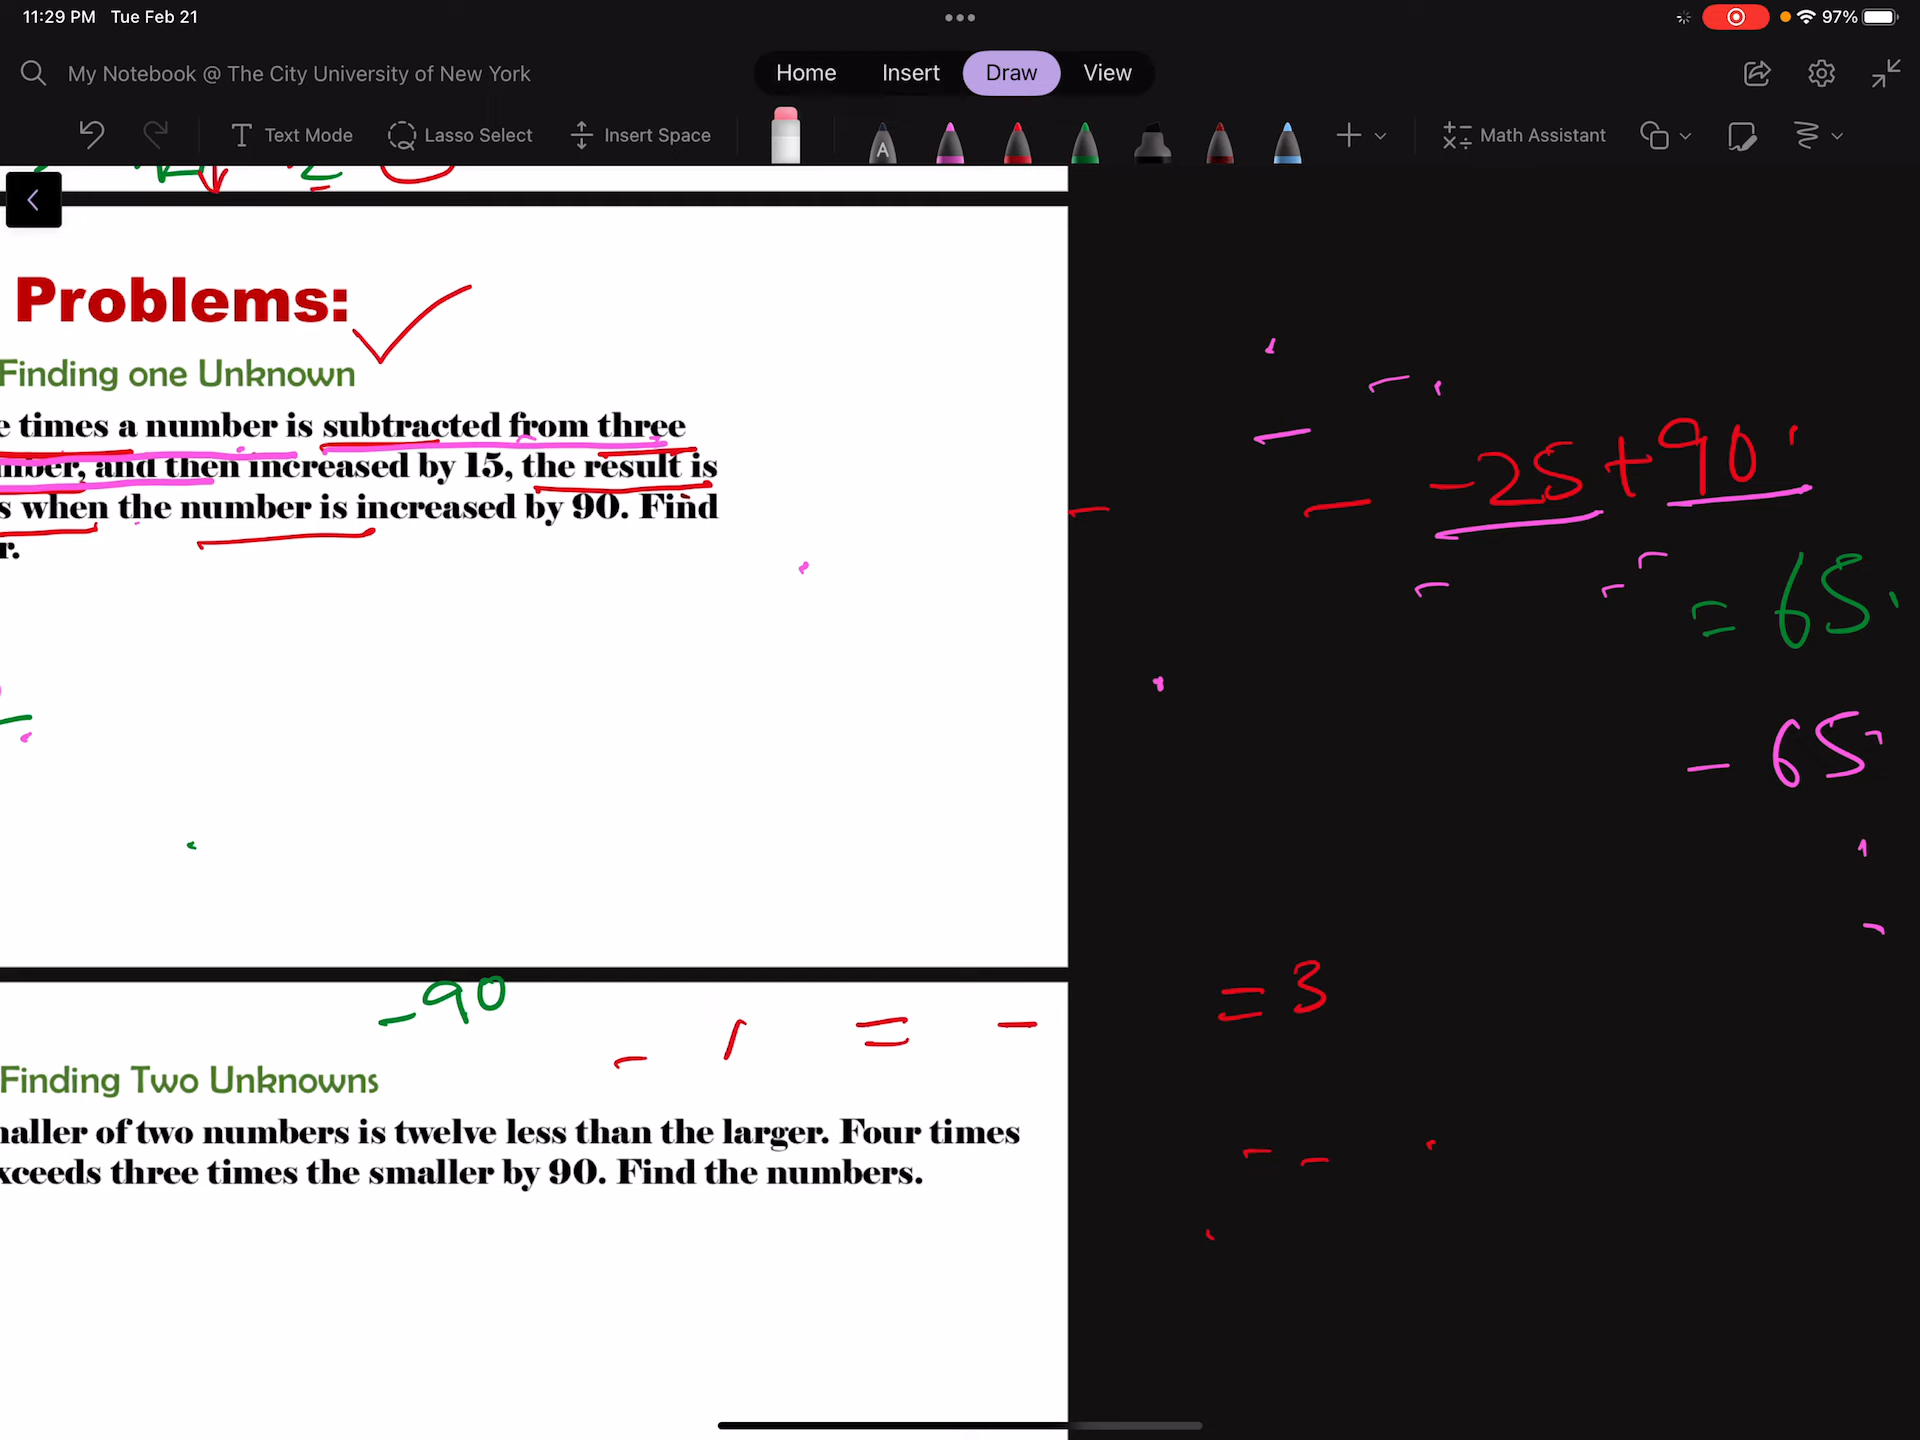 11:29 PM Tue Feb 21
97%
My Notebook @ The City University of New York
Home Insert Draw View
Text Mode Lasso Select Insert Space
A
Math Assistant
Problems:
Finding one Unknown
e times a number is subtracted from three
mber, and then increased by 15, the result is
s when the number is increased by 90. Find
r.
-25+90
= 65
- 65
= 3
-90
=
-
Finding Two Unknowns
naller of two numbers is twelve less than the larger. Four times
xceeds three times the smaller by 90. Find the numbers.